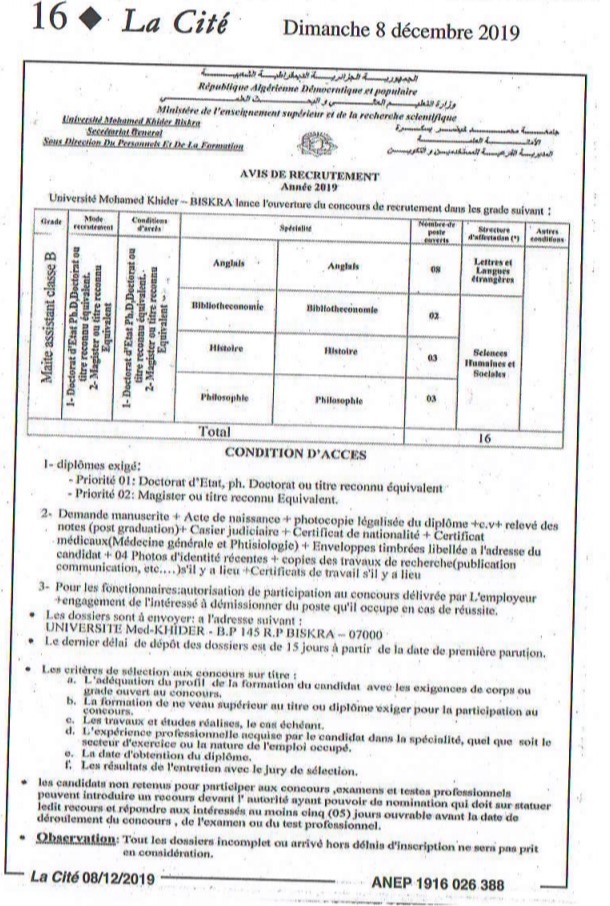 16 ◆ La Cité Dimanche 8 décembre 2019
الجمهوريــــة الجزائريــة الديمقراطيــة الشعبيــــة
République Algérienne Démocratique et populaire
وزارة التعليم العالي و البحث العلمي
Ministère de l'enseignement supérieur et de la recherche scientifique
Université Mohamed Khider Biskra
جامعة محمد خيضر بسكرة
Secrétariat General
الأمانة العامة
Sous Direction Du Personnels Et De La Formation
المديرية الفرعية للمستخدمين و التكوين
AVIS DE RECRUTEMENT
Année 2019
Université Mohamed Khider – BISKRA lance l'ouverture du concours de recrutement dans les grade suivant :
Grade
Mode recrutement
Conditions d'accès
Spécialité
Nombre de poste ouverts
Structure d'affectation (*)
Autres conditions
Maite assistant classe B
1- Doctorat d'Etat Ph.D,Doctorat ou titre reconnu équivalent.
2- Magister ou titre reconnu Equivalent
1- Doctorat d'Etat Ph.D,Doctorat ou titre reconnu équivalent.
2- Magister ou titre reconnu Equivalent
Anglais Anglais 08 Lettres et Langues étrangères
Bibliotheconomie Bibliotheconomie 02
Histoire Histoire 03 Sciences Humaines et Sociales
Philosophie Philosophie 03
Total 16
CONDITION D'ACCES
1- diplômes exigé:
- Priorité 01: Doctorat d'Etat, ph. Doctorat ou titre reconnu équivalent
- Priorité 02: Magister ou titre reconnu Equivalent.
2- Demande manuscrite + Acte de naissance + photocopie légalisée du diplôme +c.v+ relevé des
notes (post graduation)+ Casier judiciaire + Certificat de nationalité + Certificat
médicaux(Médecine générale et Phtisiologie) + Enveloppes timbrées libellée a l'adresse du
candidat + 04 Photos d'identité récentes + copies des travaux de recherche(publication
communication, etc....)s'il y a lieu +Certificats de travail s'il y a lieu
3- Pour les fonctionnaires:autorisation de participation au concours délivrée par L'employeur
+engagement de l'intéressé à démissionner du poste qu'il occupe en cas de réussite.
• Les dossiers sont à envoyer: a l'adresse suivant :
UNIVERSITE Med-KHIDER - B.P 145 R.P BISKRA – 07000
• Le dernier délai de dépôt des dossiers est de 15 jours à partir de la date de première parution.
• Les critères de sélection aux concours sur titre :
a. L'adéquation du profil de la formation du candidat avec les exigences de corps ou
grade ouvert au concours.
b. La formation de ne veau supérieur au titre ou diplôme exiger pour la participation au
concours.
c. Les travaux et études réalises, le cas échéant.
d. L'expérience professionnelle acquise par le candidat dans la spécialité, quel que soit le
secteur d'exercice ou la nature de l'emploi occupé.
e. La date d'obtention du diplôme.
f. Les résultats de l'entretien avec le jury de sélection.
• les candidats non retenus pour participer aux concours ,examens et testes professionnels
peuvent introduire un recours devant l' autorité ayant pouvoir de nomination qui doit sur statuer
ledit recours et répondre aux intéressés au moins cinq (05) jours ouvrable avant la date de
déroulement du concours , de l'examen ou du test professionnel.
• Observation: Tout les dossiers incomplet ou arrivé hors délais d'inscription ne sera pas prit
en considération.
La Cité 08/12/2019
ANEP 1916 026 388